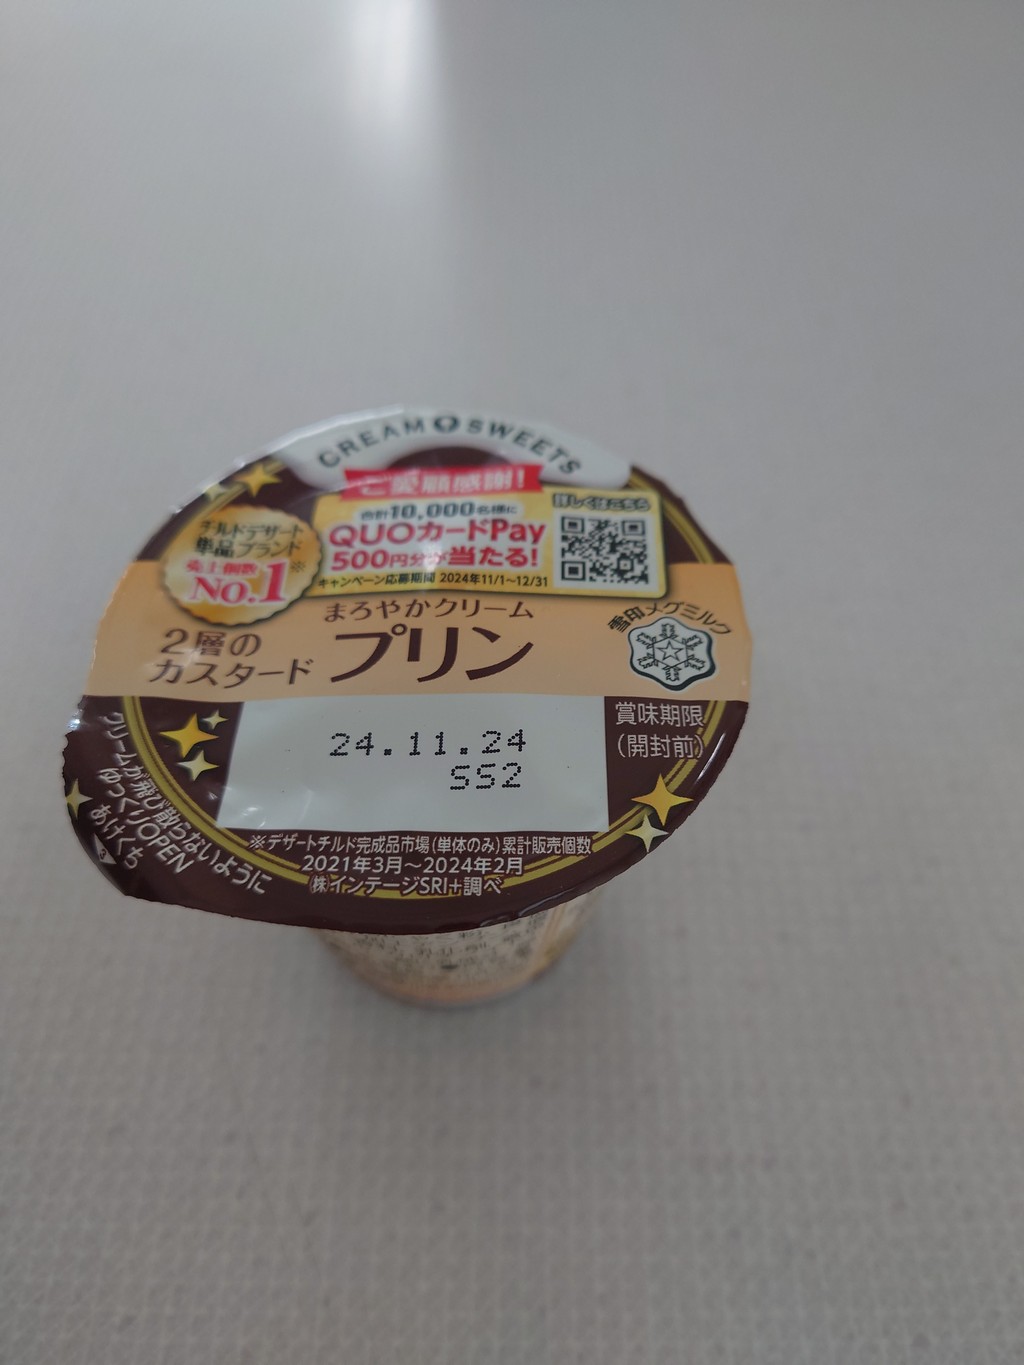 CREAM SWEETS
ご愛顧感謝!
合計10,000名様に
QUOカードPay
500円分が当たる!
キャンペーン応募期間 2024年11/1~12/31
詳しくはこちら
チルドデザート
単品ブランド
売上個数※
No.1
まろやかクリーム
2層の
カスタード
プリン
雪印メグミルク
賞味期限
(開封前)
24.11.24
SS2
クリームが飛び散らないように
ゆっくりOPEN
あけくち
※デザートチルド完成品市場(単体のみ)累計販売個数
2021年3月~2024年2月
㈱インテージSRI+調べ